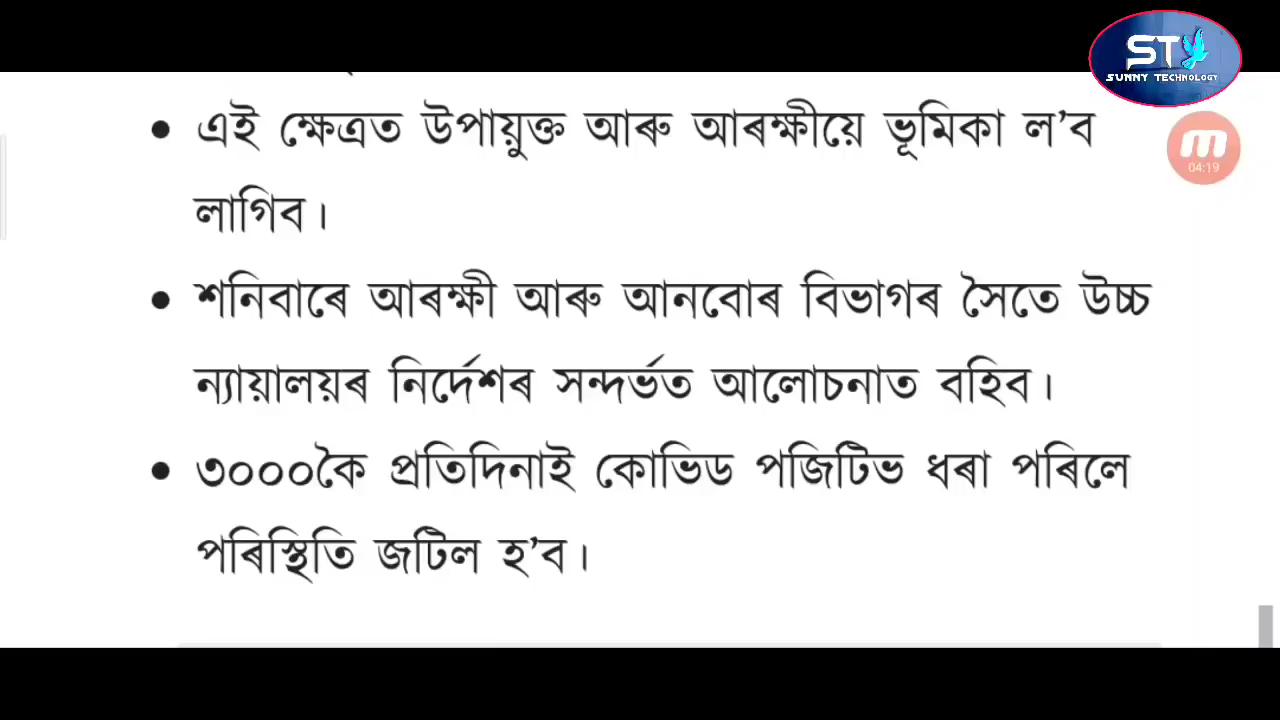 ST
SUNNY TECHNOLOGY
04:19
• এই ক্ষেত্ৰত উপায়ুক্ত আৰু আৰক্ষীয়ে ভূমিকা ল’ব
লাগিব।
• শনিবাৰে আৰক্ষী আৰু আনবোৰ বিভাগৰ সৈতে উচ্চ
ন্যায়ালয়ৰ নিৰ্দেশৰ সন্দৰ্ভত আলোচনাত বহিব।
• ৩০০০কৈ প্ৰতিদিনাই কোভিড পজিটিভ ধৰা পৰিলে
পৰিস্থিতি জটিল হ’ব।